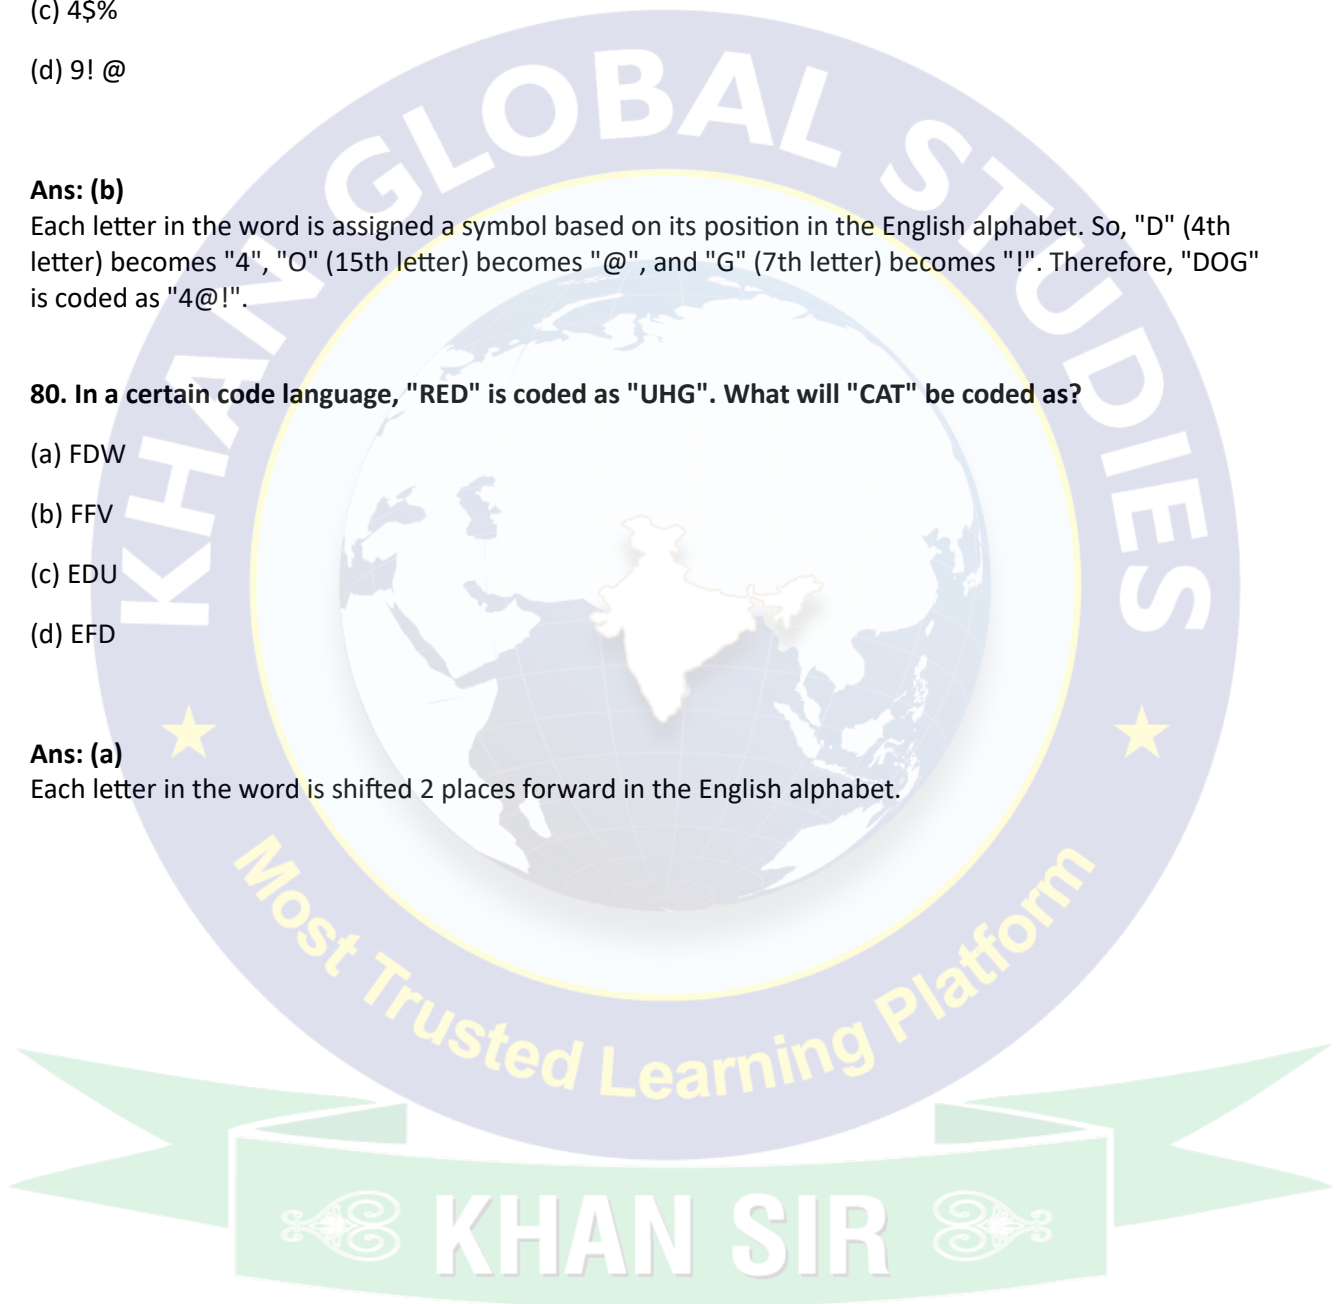 (c) 4$%
(d) 9! @
Ans: (b)
Each letter in the word is assigned a symbol based on its position in the English alphabet. So, "D" (4th
letter) becomes "4", "O" (15th letter) becomes "@", and "G" (7th letter) becomes "!". Therefore, "DOG"
is coded as "4@!".
80. In a certain code language, "RED" is coded as "UHG". What will "CAT" be coded as?
(a) FDW
(b) FFV
(c) EDU
(d) EFD
Ans: (a)
Each letter in the word is shifted 2 places forward in the English alphabet.
KHAN GLOBAL STUDIES
Most Trusted Learning Platform
KHAN SIR